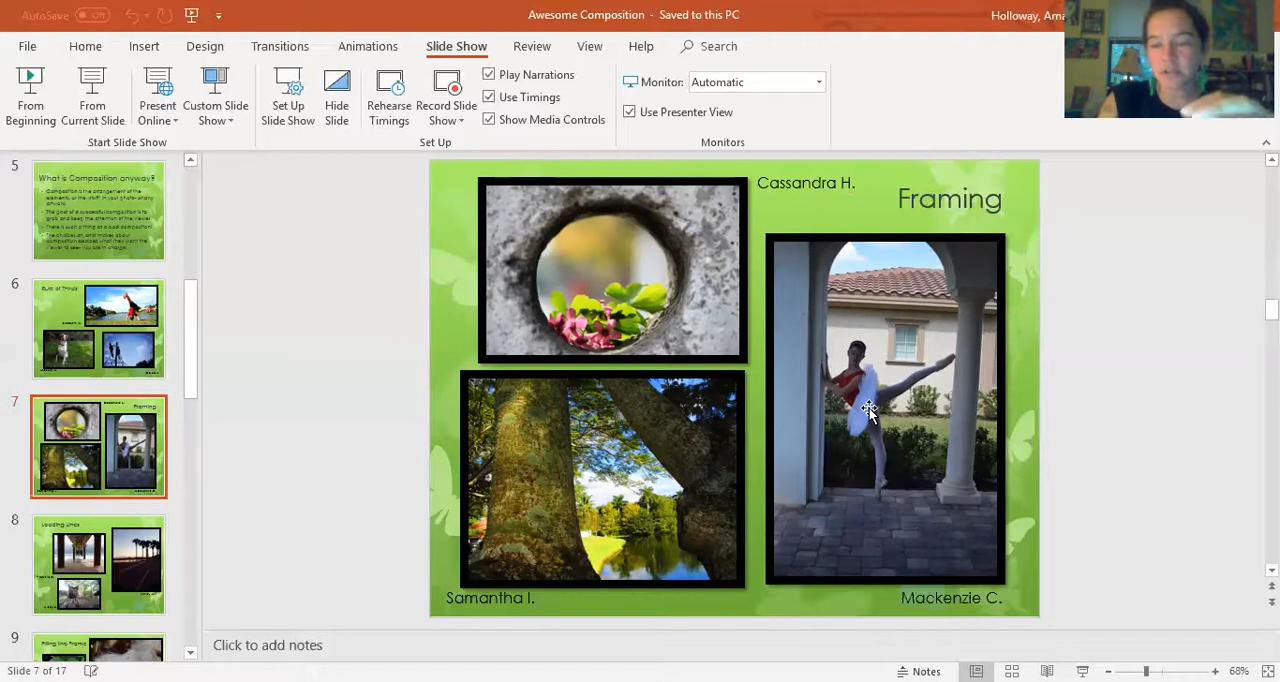 AutoSave Off
Awesome Composition - Saved to this PC
Holloway, Ama
File Home Insert Design Transitions Animations Slide Show Review View Help Search
From Beginning
From Current Slide
Present Online
Custom Slide Show
Set Up Slide Show
Hide Slide
Rehearse Timings
Record Slide Show
Play Narrations
Use Timings
Show Media Controls
Monitor: Automatic
Use Presenter View
Start Slide Show
Set Up
Monitors
5
What is Composition anyway?
6
Rule of Thirds
7
Framing
8
Leading Lines
9
Filling the Frame
Cassandra H.
Framing
Samantha I.
Mackenzie C.
Click to add notes
Slide 7 of 17
Notes
68%